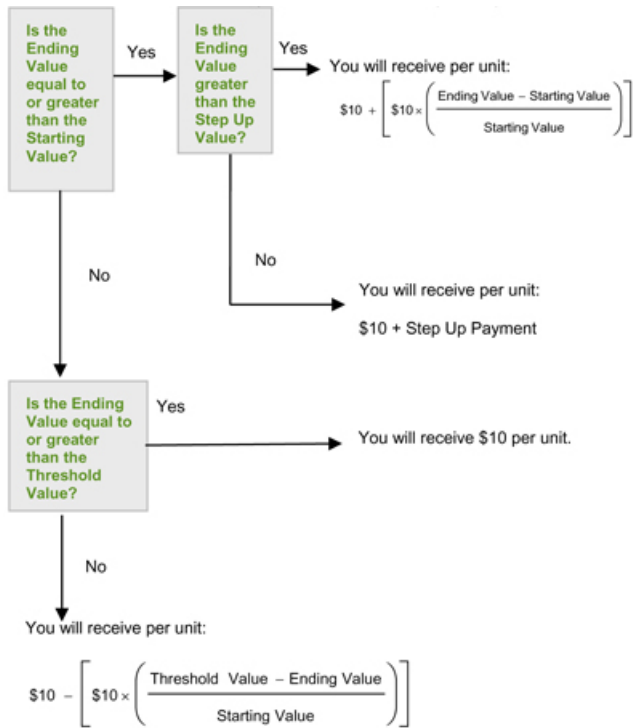 Is the
Ending
Value
equal to
or greater
than the
Starting
Value?
Yes
Is the
Ending
Value
greater
than the
Step Up
Value?
Yes
You will receive per unit:
$10 + [ $10 × ( Ending Value – Starting Value
Starting Value ) ]
No
No
You will receive per unit:
$10 + Step Up Payment
Is the Ending
Value equal to
or greater
than the
Threshold
Value?
Yes
You will receive $10 per unit.
No
You will receive per unit:
$10 – [ $10 × ( Threshold Value – Ending Value
Starting Value ) ]